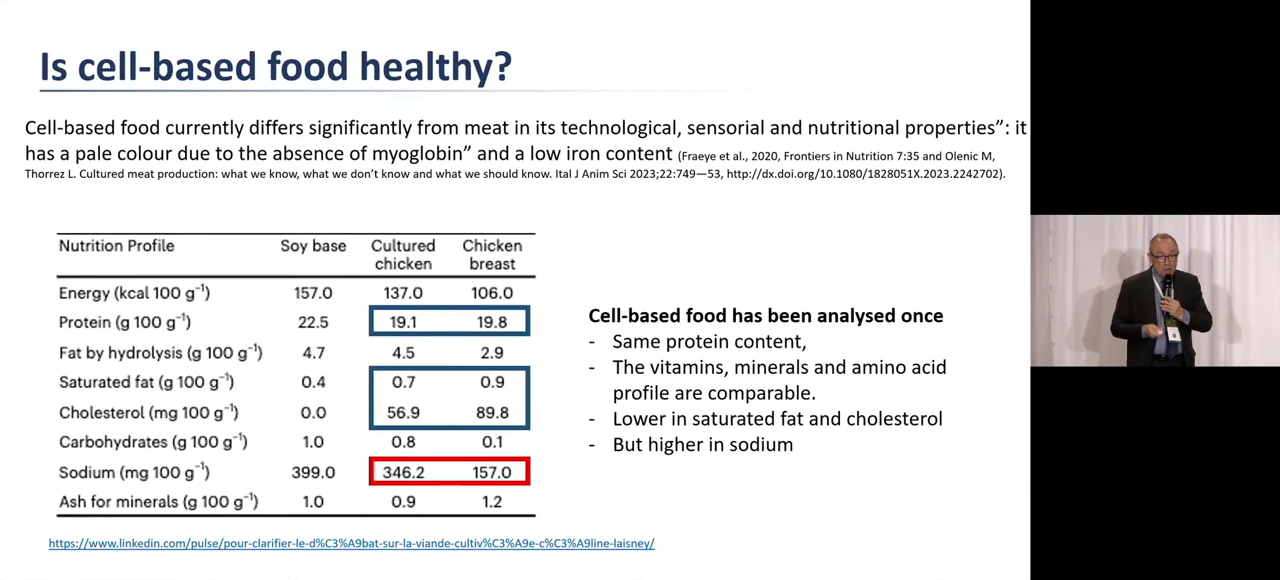 Is cell-based food healthy?
Cell-based food currently differs significantly from meat in its technological, sensorial and nutritional properties”: it
has a pale colour due to the absence of myoglobin” and a low iron content (Fraeye et al., 2020, Frontiers in Nutrition 7:35 and Olenic M,
Thorrez L. Cultured meat production: what we know, what we don’t know and what we should know. Ital J Anim Sci 2023;22:749—53, http://dx.doi.org/10.1080/1828051X.2023.2242702).
Nutrition Profile Soy base Cultured chicken Chicken breast
Energy (kcal 100 g⁻¹) 157.0 137.0 106.0
Protein (g 100 g⁻¹) 22.5 19.1 19.8
Fat by hydrolysis (g 100 g⁻¹) 4.7 4.5 2.9
Saturated fat (g 100 g⁻¹) 0.4 0.7 0.9
Cholesterol (mg 100 g⁻¹) 0.0 56.9 89.8
Carbohydrates (g 100 g⁻¹) 1.0 0.8 0.1
Sodium (mg 100 g⁻¹) 399.0 346.2 157.0
Ash for minerals (g 100 g⁻¹) 1.0 0.9 1.2
Cell-based food has been analysed once
- Same protein content,
- The vitamins, minerals and amino acid
profile are comparable.
- Lower in saturated fat and cholesterol
- But higher in sodium
https://www.linkedin.com/pulse/pour-clarifier-le-d%C3%A9bat-sur-la-viande-cultiv%C3%A9e-c%C3%A9line-laisney/